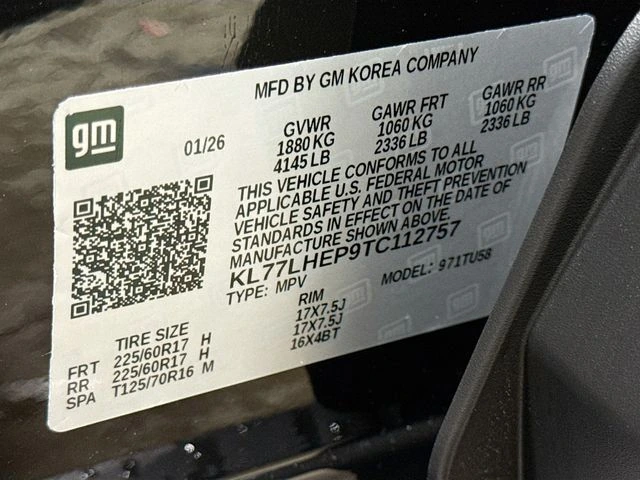 MFD BY GM KOREA COMPANY
gm
01/26
GVWR
1880 KG
4145 LB
GAWR FRT
1060 KG
2336 LB
GAWR RR
1060 KG
2336 LB
THIS VEHICLE CONFORMS TO ALL
APPLICABLE U.S. FEDERAL MOTOR
VEHICLE SAFETY AND THEFT PREVENTION
STANDARDS IN EFFECT ON THE DATE OF
MANUFACTURE SHOWN ABOVE.
KL77LHEP9TC112757
TYPE: MPV MODEL: 971TU58
TIRE SIZE RIM
FRT 225/60R17 H 17X7.5J
RR 225/60R17 H 17X7.5J
SPA T125/70R16 M 16X4BT